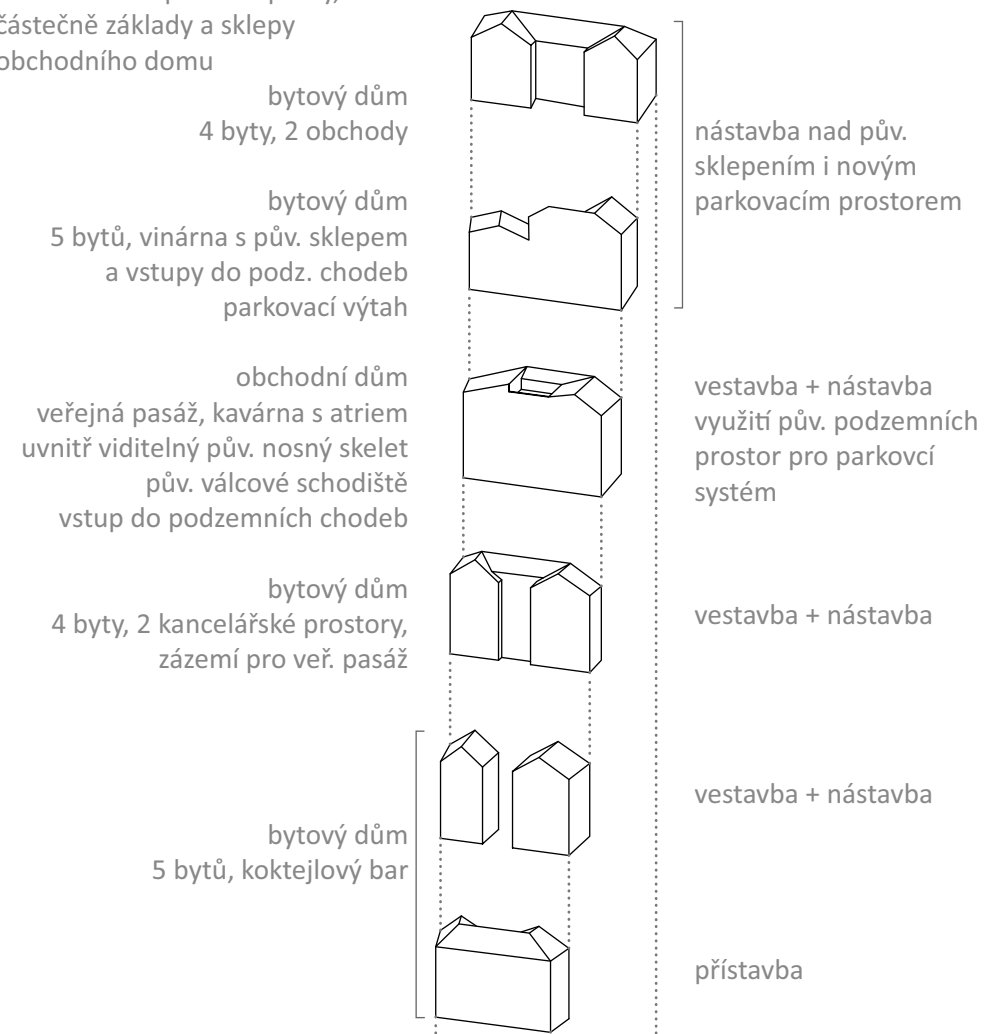 částečně základy a sklepy
obchodního domu
bytový dům
4 byty, 2 obchody
nástavba nad pův.
sklepením i novým
parkovacím prostorem
bytový dům
5 bytů, vinárna s pův. sklepem
a vstupy do podz. chodeb
parkovací výtah
obchodní dům
veřejná pasáž, kavárna s atriem
uvnitř viditelný pův. nosný skelet
pův. válcové schodiště
vstup do podzemních chodeb
vestavba + nástavba
využití pův. podzemních
prostor pro parkovcí
systém
bytový dům
4 byty, 2 kancelářské prostory,
zázemí pro veř. pasáž
vestavba + nástavba
vestavba + nástavba
bytový dům
5 bytů, koktejlový bar
přístavba